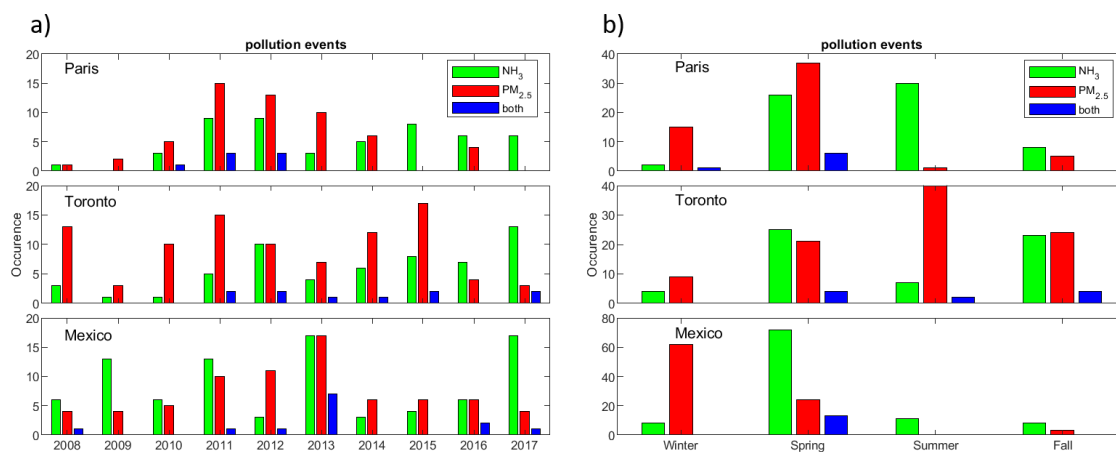 a)
pollution events
Paris
20
15
10
5
0
NH3
PM2.5
both
Toronto
20
15
10
5
0
Occurence
Mexico
20
15
10
5
0
2008 2009 2010 2011 2012 2013 2014 2015 2016 2017
b)
pollution events
Paris
40
30
20
10
0
NH3
PM2.5
both
Toronto
40
30
20
10
0
Occurence
Mexico
80
60
40
20
0
Winter Spring Summer Fall